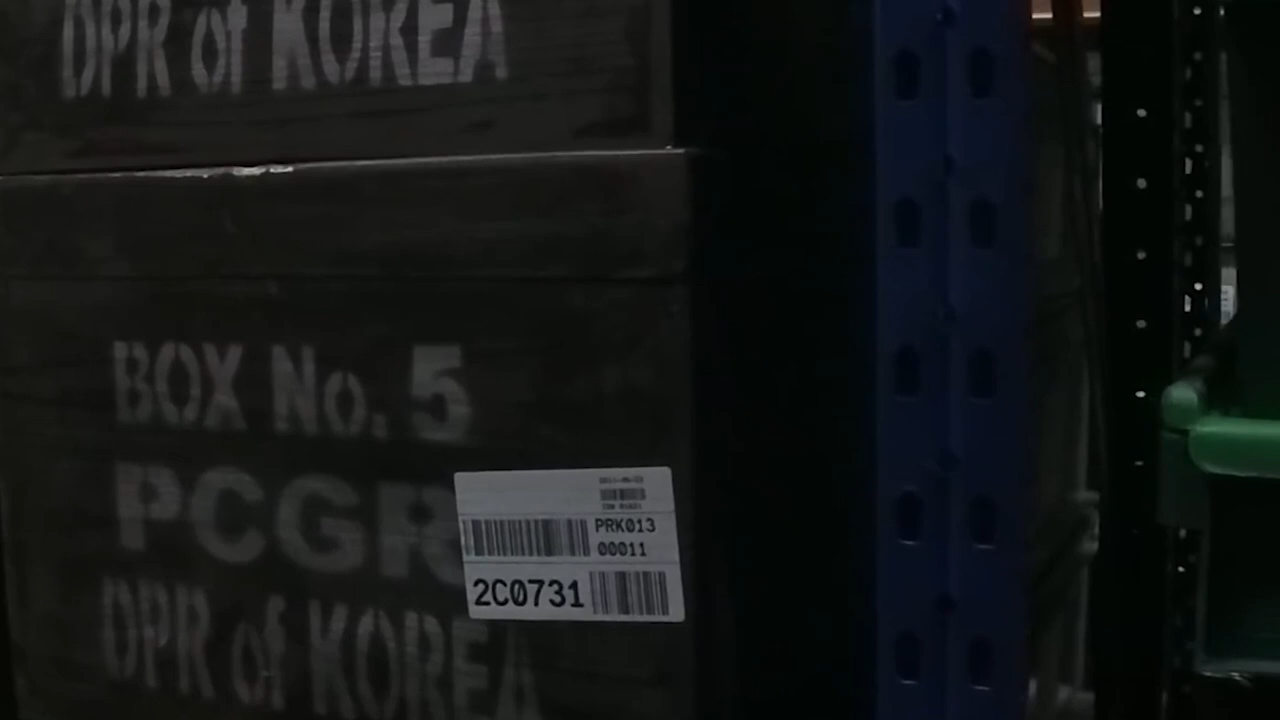 DPR of KOREA
BOX No. 5
PCGR
PRK013
00011
2C0731
DPR of KOREA